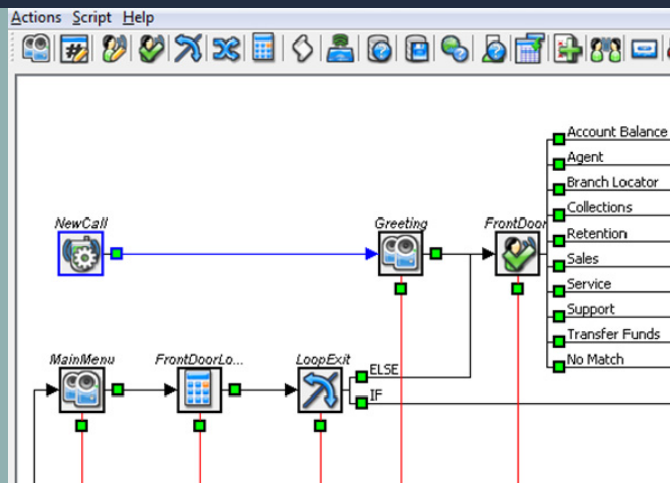 Actions Script Help
Account Balance
Agent
Branch Locator
NewCall
Greeting
FrontDoor
Collections
Retention
Sales
Service
Support
Transfer Funds
No Match
MainMenu
FrontDoorLo...
LoopExit
ELSE
IF